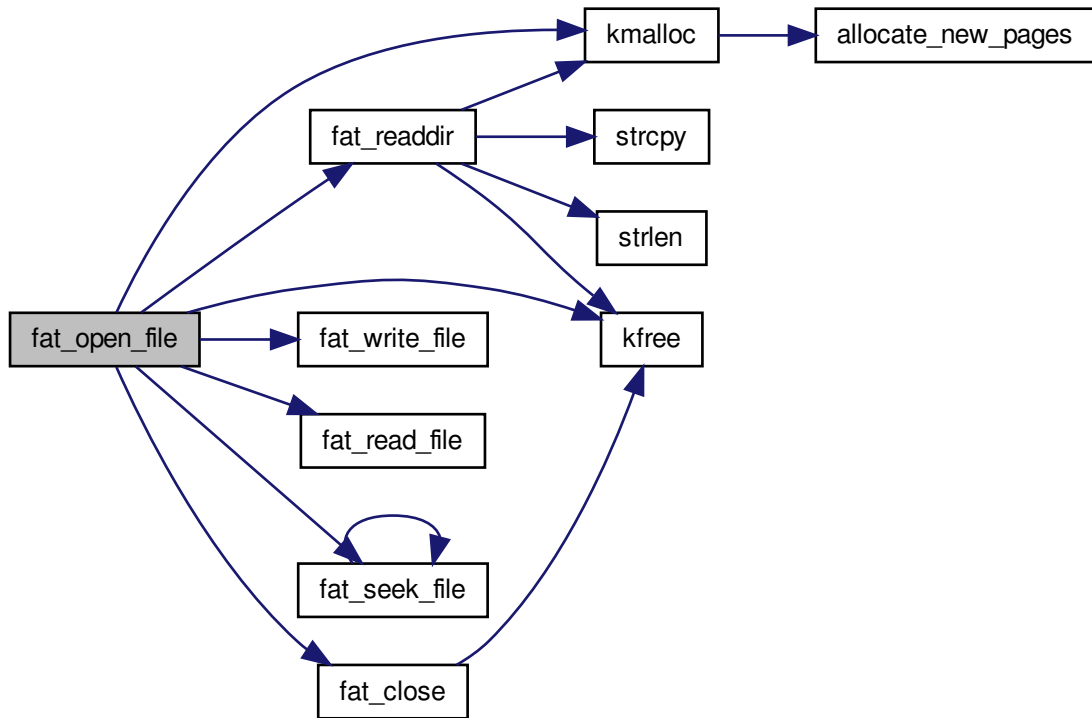 kmalloc
allocate_new_pages
fat_readdir
strcpy
strlen
fat_open_file
fat_write_file
kfree
fat_read_file
fat_seek_file
fat_close